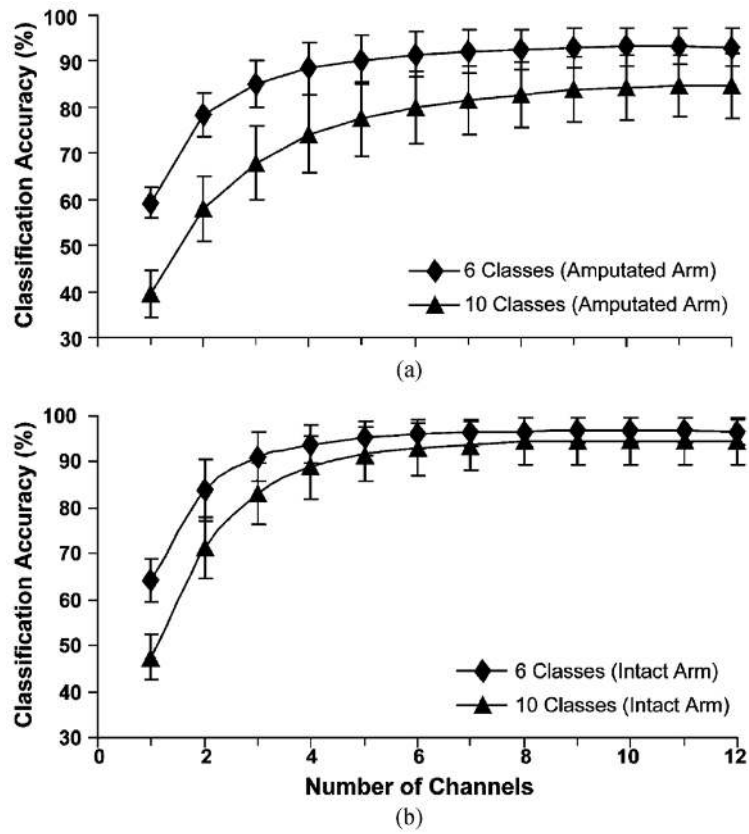 Classification Accuracy (%)
100
90
80
70
60
50
40
30
6 Classes (Amputated Arm)
10 Classes (Amputated Arm)
(a)
Classification Accuracy (%)
100
90
80
70
60
50
40
30
6 Classes (Intact Arm)
10 Classes (Intact Arm)
0 2 4 6 8 10 12
Number of Channels
(b)